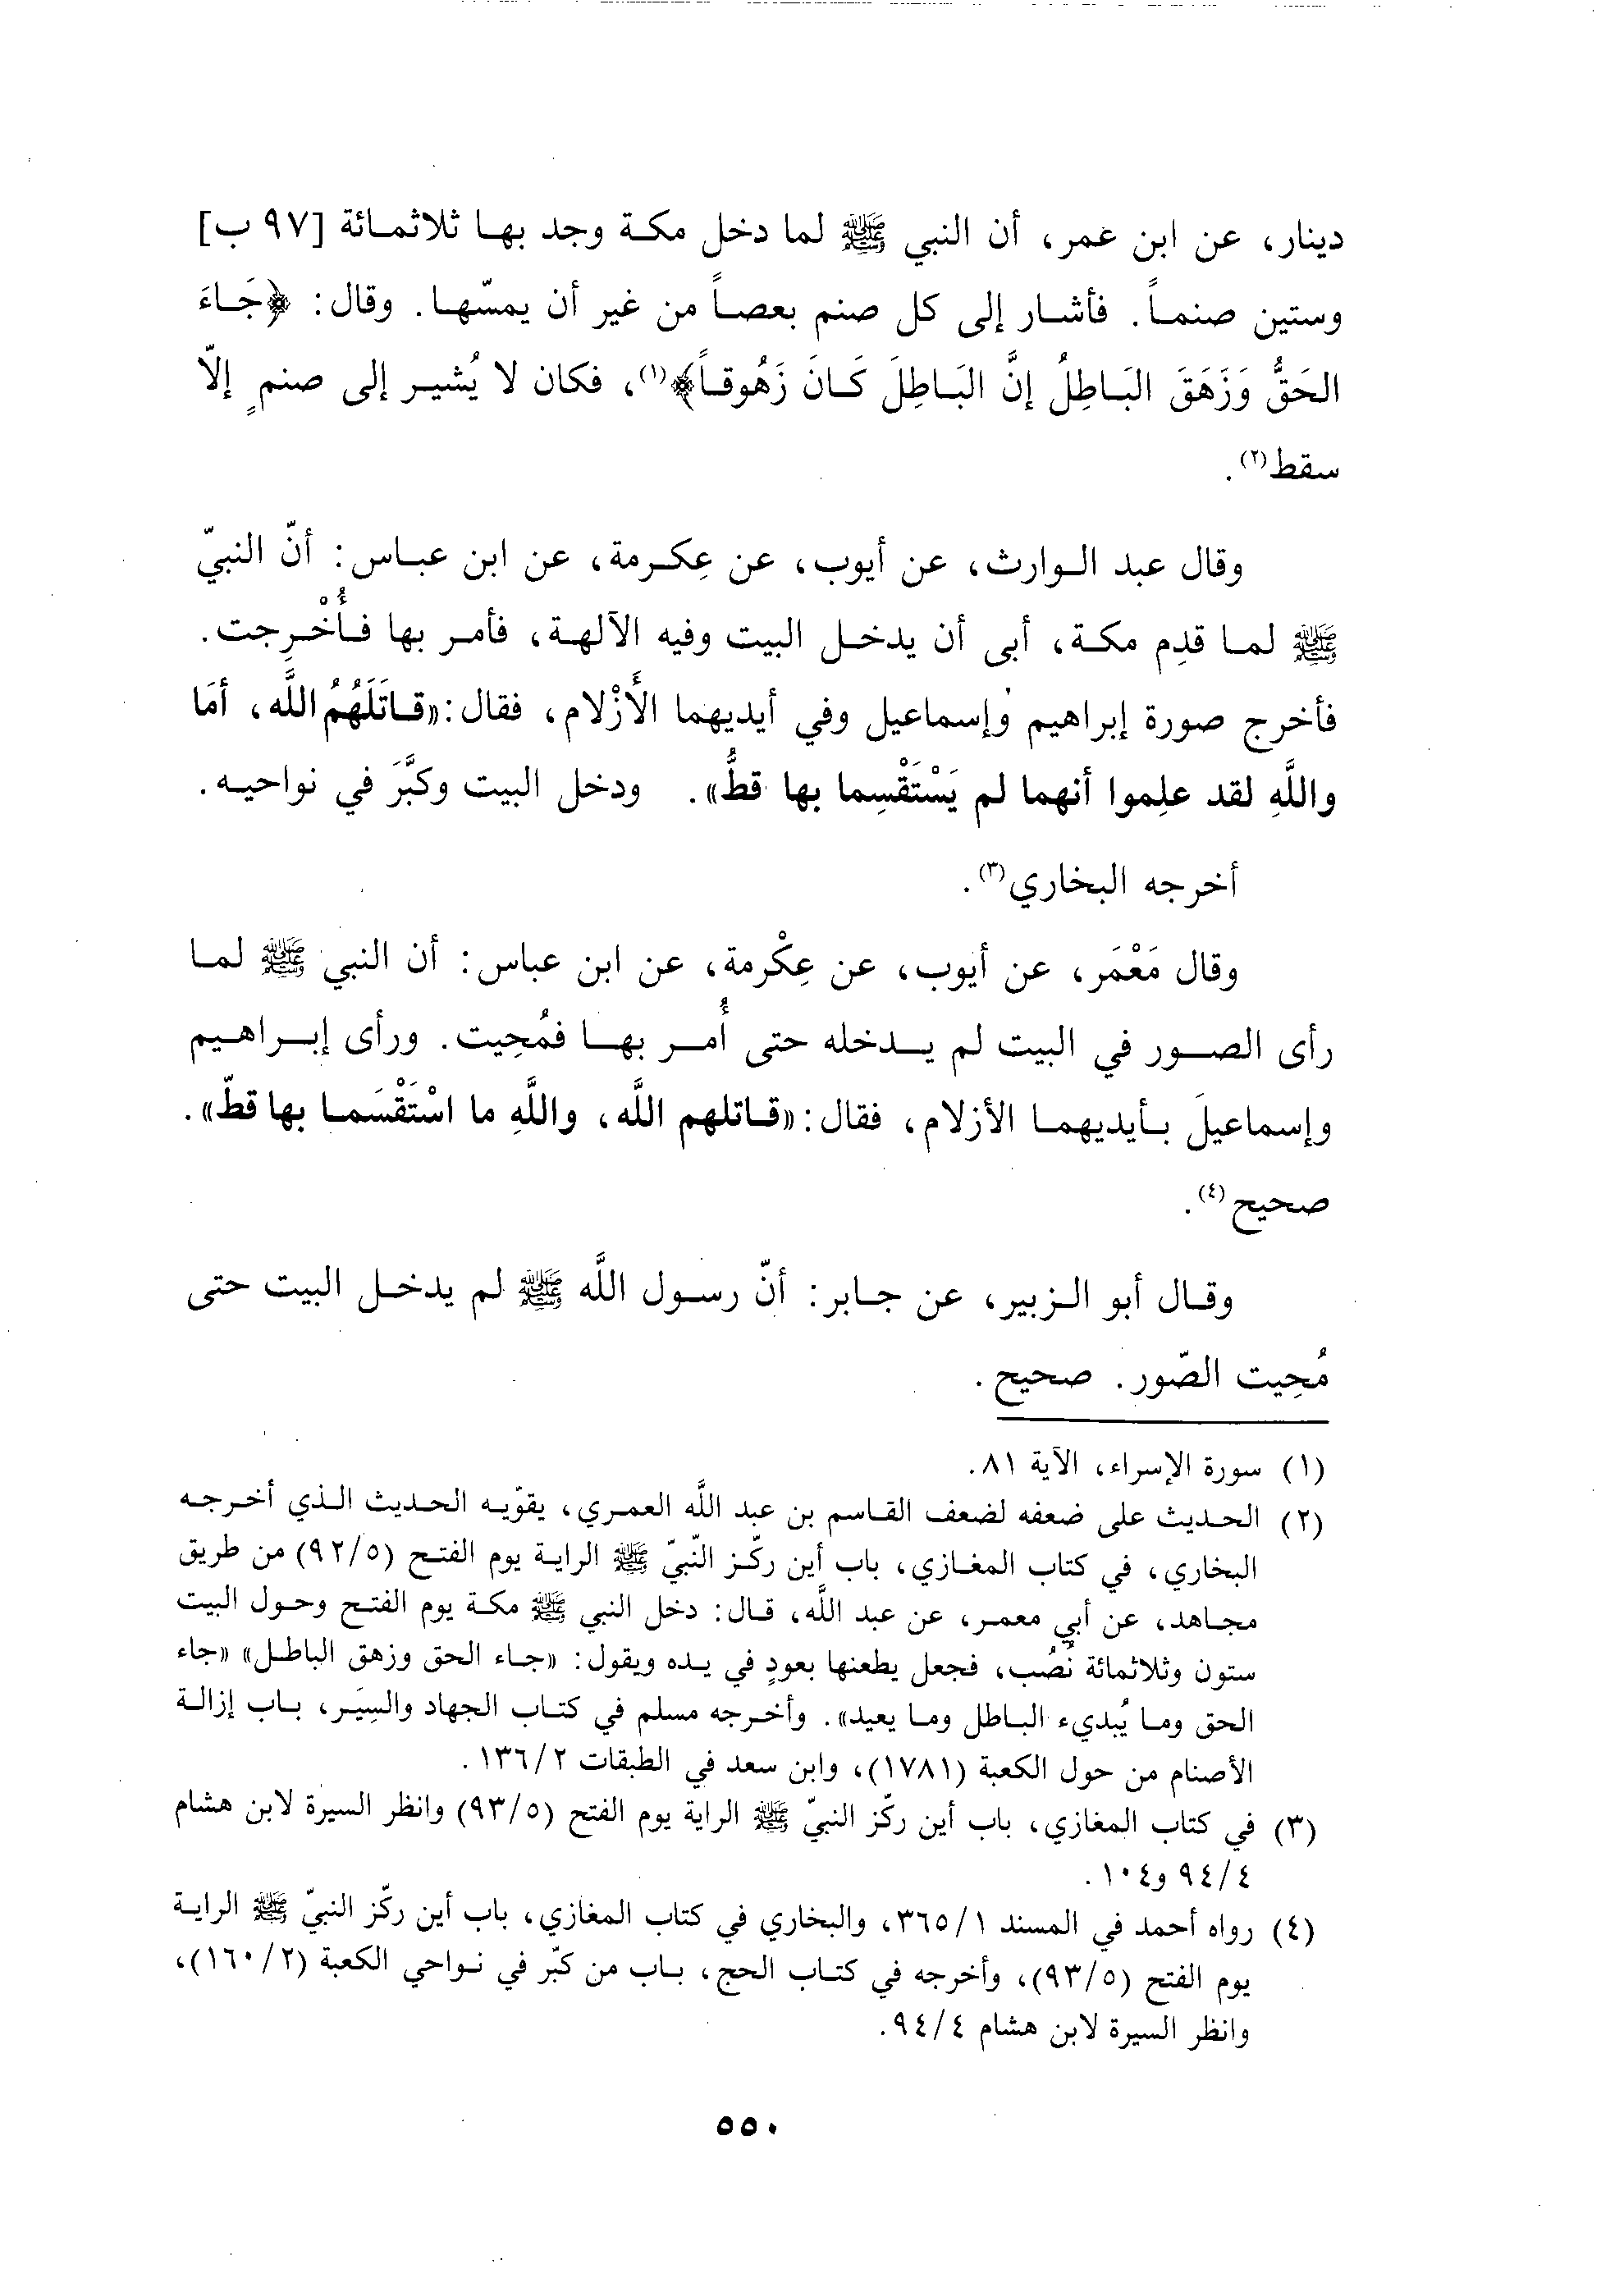 دينار، عن ابن عمر، أن النبي ﷺ لما دخل مكة وجد بها ثلاثمائة [٩٧ ب]
وستين صنماً. فأشار إلى كل صنم بعصاً من غير أن يمسّها. وقال: ﴿جَاءَ
الحَقُّ وَزَهَقَ البَاطِلُ إنَّ البَاطِلَ كَانَ زَهُوقاً﴾(١)، فكان لا يُشير إلى صنمٍ إلّا
سقط(٢).
وقال عبد الوارث، عن أيوب، عن عِكرمة، عن ابن عباس: أنّ النبيّ
ﷺ لما قدِم مكة، أبى أن يدخل البيت وفيه الآلهة، فأمر بها فأُخْرِجت.
فأخرج صورة إبراهيم وإسماعيل وفي أيديهما الأَزْلام، فقال: «قاتَلَهُمُ اللَّه، أمَا
واللَّهِ لقد علِموا أنهما لم يَسْتَقْسِما بها قطُّ». ودخل البيت وكبَّرَ في نواحيه.
أخرجه البخاري(٣).
وقال مَعْمَر، عن أيوب، عن عِكْرمة، عن ابن عباس: أن النبي ﷺ لما
رأى الصور في البيت لم يدخله حتى أُمر بها فمُحِيت. ورأى إبراهيم
وإسماعيلَ بأيديهما الأزلام، فقال: «قاتلهم اللَّه، واللَّهِ ما اسْتَقْسَما بها قطّ».
صحيح(٤).
وقال أبو الزبير، عن جابر: أنّ رسول اللَّه ﷺ لم يدخل البيت حتى
مُحِيت الصّور. صحيح.
(١) سورة الإسراء، الآية ٨١.
(٢) الحديث على ضعفه لضعف القاسم بن عبد اللَّه العمري، يقوّيه الحديث الذي أخرجه
البخاري، في كتاب المغازي، باب أين ركّز النّبيّ ﷺ الراية يوم الفتح (٩٢/٥) من طريق
مجاهد، عن أبي معمر، عن عبد اللَّه، قال: دخل النبي ﷺ مكة يوم الفتح وحول البيت
ستون وثلاثمائة نُصُب، فجعل يطعنها بعودٍ في يده ويقول: «جاء الحق وزهق الباطل» «جاء
الحق وما يُبديء الباطل وما يعيد». وأخرجه مسلم في كتاب الجهاد والسِيَر، باب إزالة
الأصنام من حول الكعبة (١٧٨١)، وابن سعد في الطبقات ١٣٦/٢.
(٣) في كتاب المغازي، باب أين ركّز النبيّ ﷺ الراية يوم الفتح (٩٣/٥) وانظر السيرة لابن هشام
٩٤/٤ و١٠٤.
(٤) رواه أحمد في المسند ٣٦٥/١، والبخاري في كتاب المغازي، باب أين ركّز النبيّ ﷺ الراية
يوم الفتح (٩٣/٥)، وأخرجه في كتاب الحج، باب من كبّر في نواحي الكعبة (١٦٠/٢)،
وانظر السيرة لابن هشام ٩٤/٤.
٥٥٠